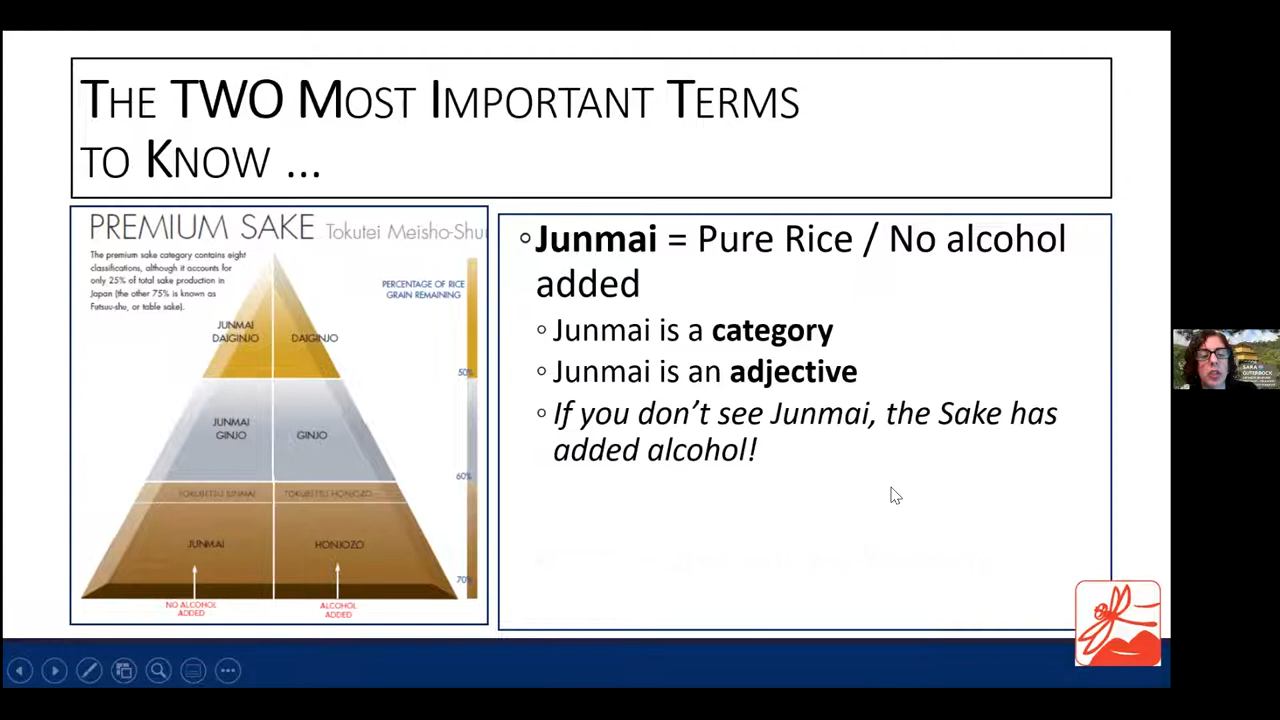 THE TWO MOST IMPORTANT TERMS
TO KNOW ...
PREMIUM SAKE Tokutei Meisho-Shu
The premium sake category contains eight
classifications, although it accounts for
only 25% of total sake production in
Japan (the other 75% is known as
Futsuu-shu, or table sake).
PERCENTAGE OF RICE
GRAIN REMAINING
JUNMAI
DAIGINJO
DAIGINJO
50%
JUNMAI
GINJO
GINJO
60%
TOKUBETSU JUNMAI
TOKUBETSU HONJOZO
JUNMAI
HONJOZO
70%
NO ALCOHOL
ADDED
ALCOHOL
ADDED
Junmai = Pure Rice / No alcohol
added
Junmai is a category
Junmai is an adjective
If you don't see Junmai, the Sake has
added alcohol!
SARA
GUTERBOCK